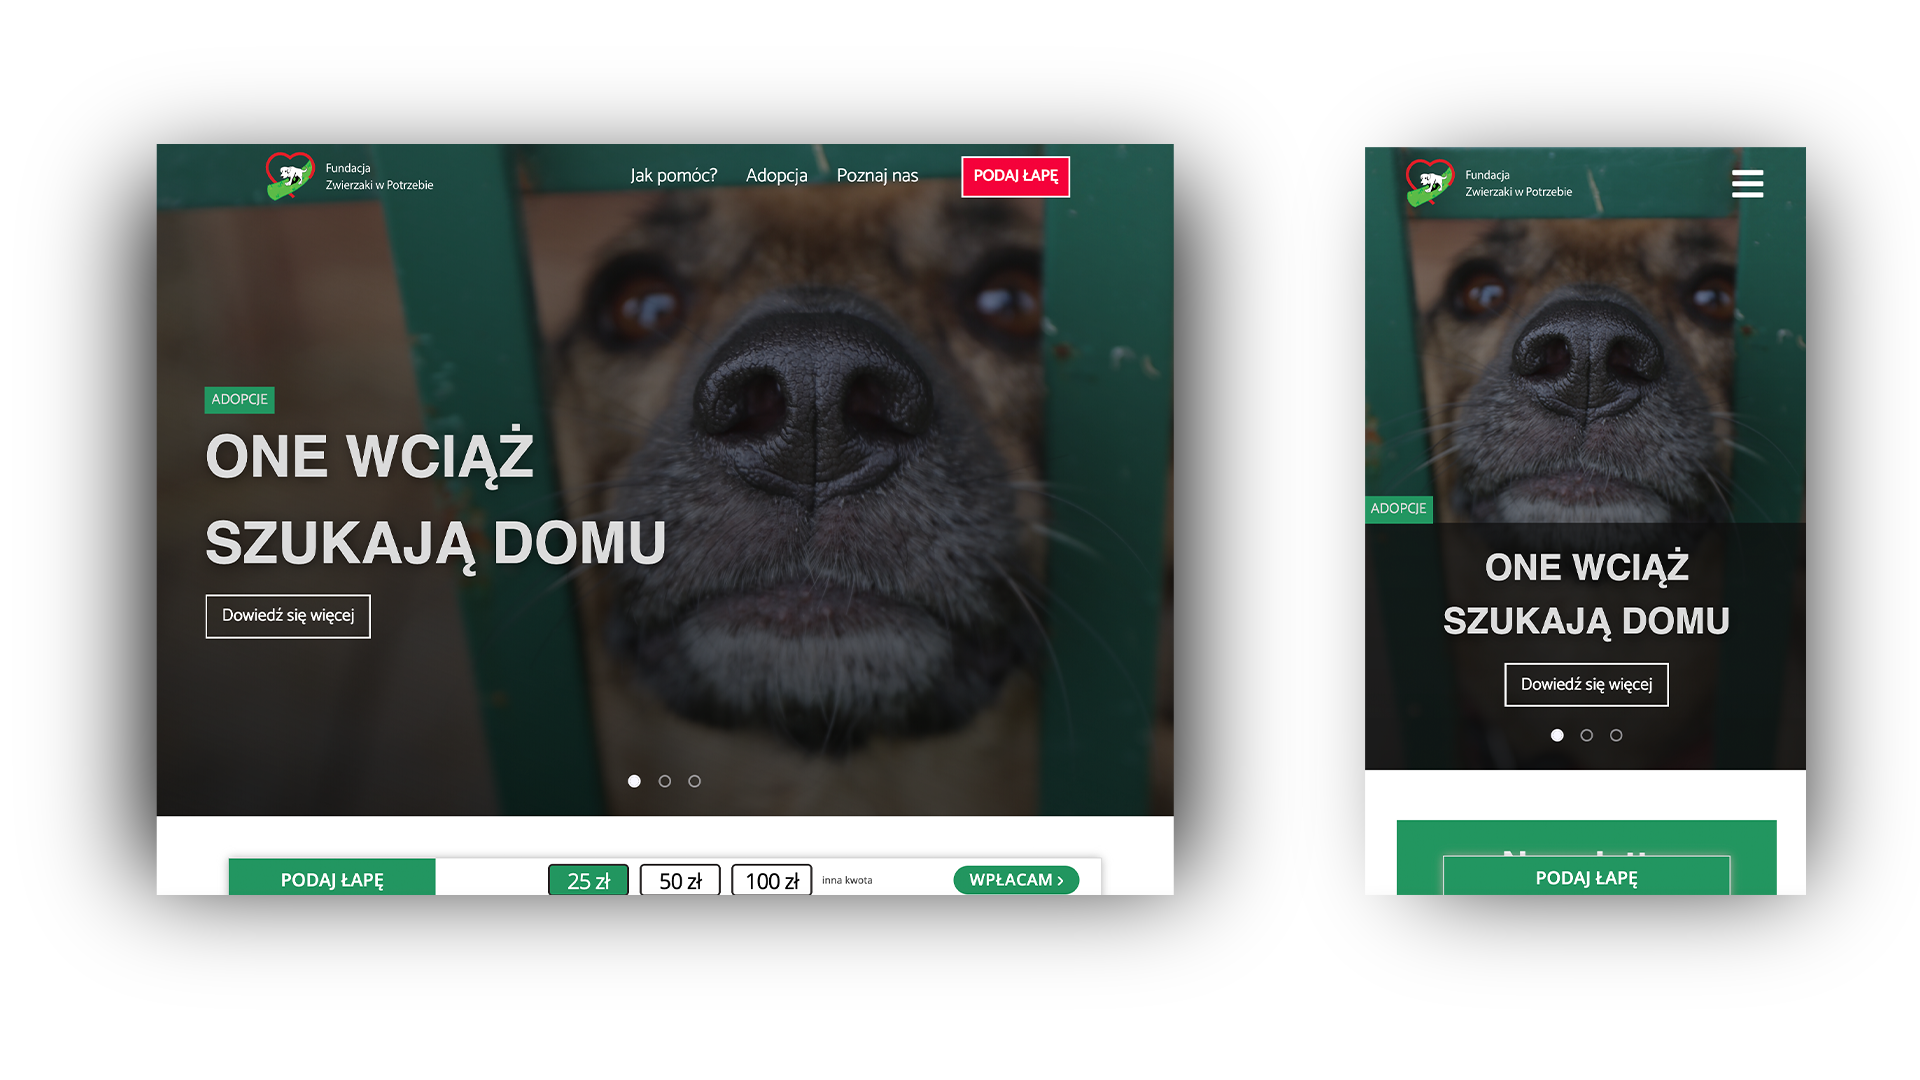 Fundacja
Zwierzaki w Potrzebie
Jak pomóc?
Adopcja
Poznaj nas
PODAJ ŁAPĘ
ADOPCJE
ONE WCIĄŻ
SZUKAJĄ DOMU
Dowiedź się więcej
PODAJ ŁAPĘ
25 zł
50 zł
100 zł
inna kwota
WPŁACAM ›
Fundacja
Zwierzaki w Potrzebie
ADOPCJE
ONE WCIĄŻ
SZUKAJĄ DOMU
Dowiedź się więcej
PODAJ ŁAPĘ